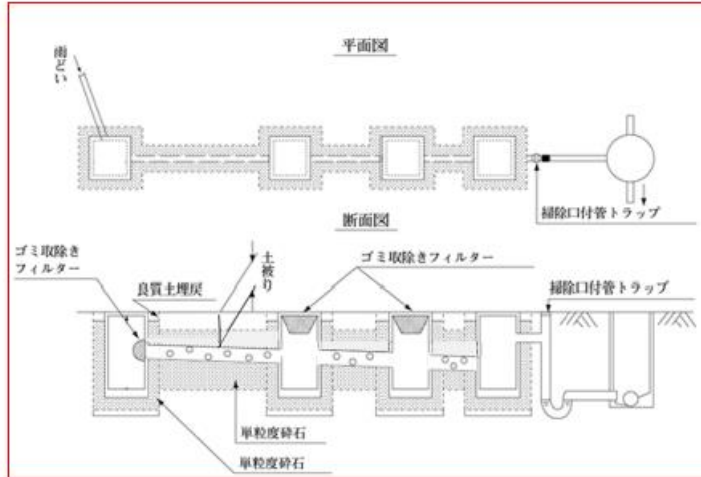 平面図
雨どい
掃除口付管トラップ
断面図
ゴミ取除き
フィルター
良質土埋戻
土被り
ゴミ取除きフィルター
掃除口付管トラップ
単粒度砕石
単粒度砕石